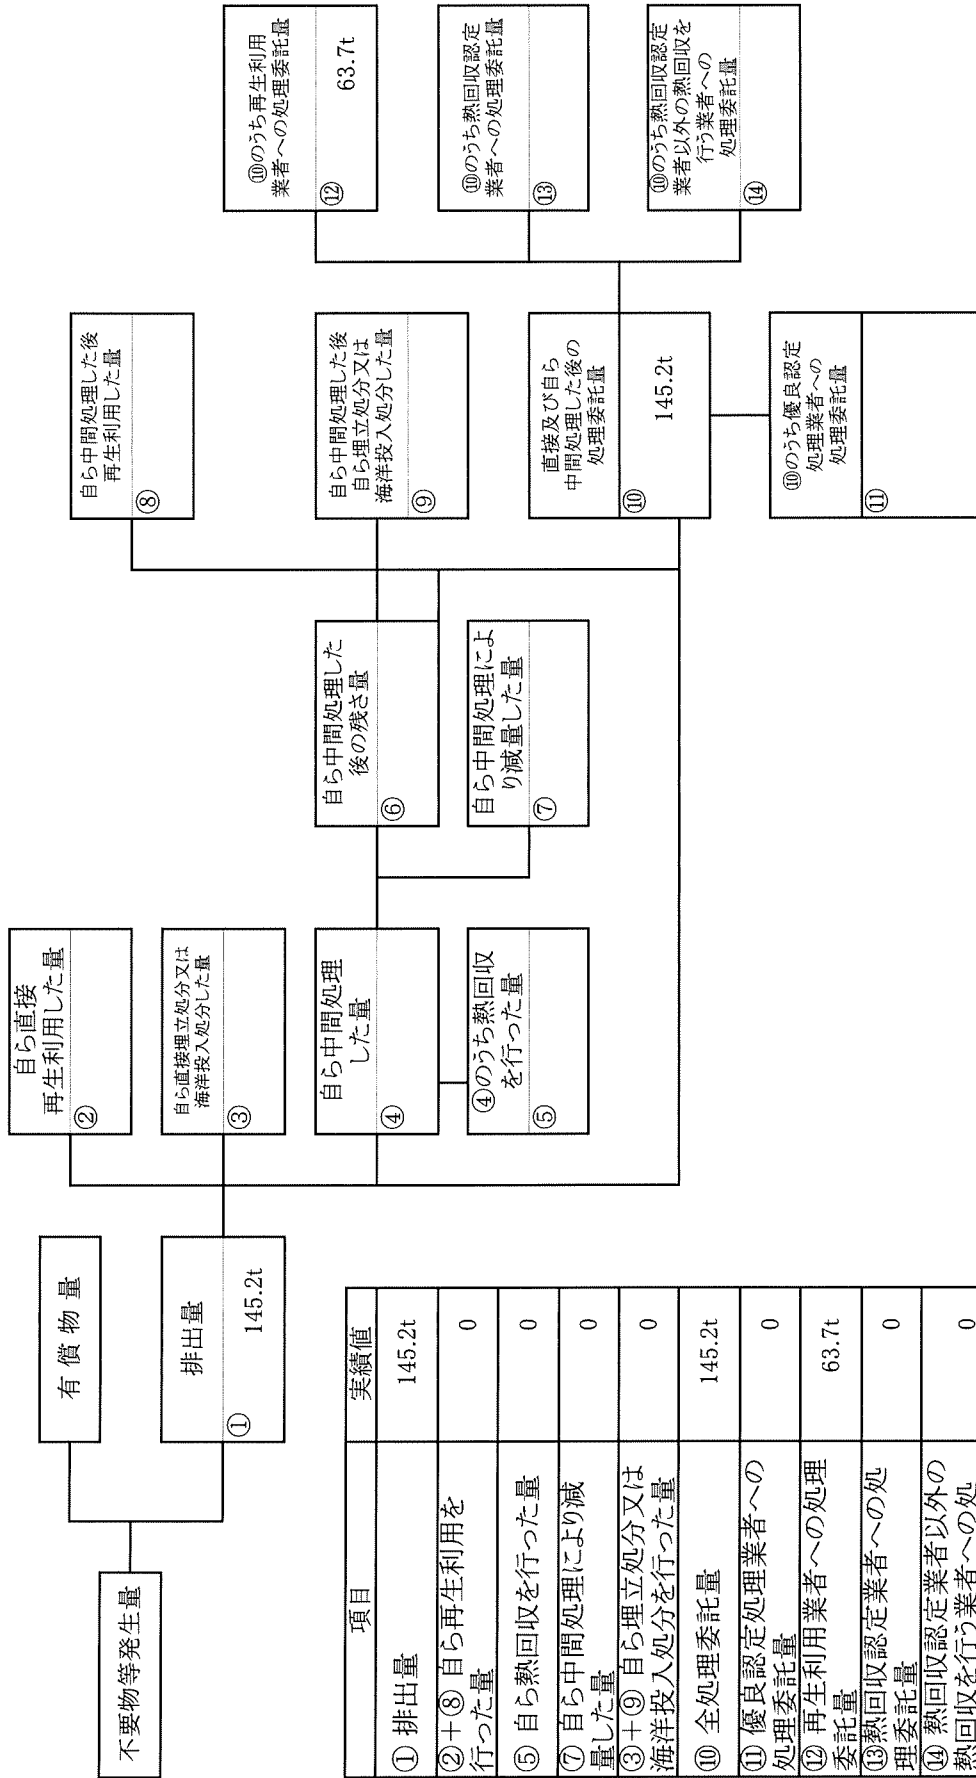 不要物等発生量
有償物量
排出量
①
145.2t
自ら直接
再生利用した量
②
自ら直接埋立処分又は
海洋投入処分した量
③
自ら中間処理
した量
④
④のうち熱回収
を行った量
⑤
自ら中間処理した
後の残さ量
⑥
自ら中間処理によ
り減量した量
⑦
自ら中間処理した後
再生利用した量
⑧
自ら中間処理した後
自ら埋立処分又は
海洋投入処分した量
⑨
直接及び自ら
中間処理した後の
処理委託量
⑩
145.2t
⑩のうち優良認定
処理業者への
処理委託量
⑪
⑩のうち再生利用
業者への処理委託量
⑫
63.7t
⑩のうち熱回収認定
業者への処理委託量
⑬
⑩のうち熱回収認定
業者以外の熱回収を
行う業者への
処理委託量
⑭
項目 実績値
① 排出量 145.2t
②+⑧ 自ら再生利用を
行った量 0
⑤ 自ら熱回収を行った量 0
⑦ 自ら中間処理により減
量した量 0
③+⑨ 自ら埋立処分又は
海洋投入処分を行った量 0
⑩ 全処理委託量 145.2t
⑪ 優良認定処理業者への
処理委託量 0
⑫ 再生利用業者への処理
委託量 63.7t
⑬熱回収認定業者への処
理委託量 0
⑭ 熱回収認定業者以外の
熱回収を行う業者への処 0